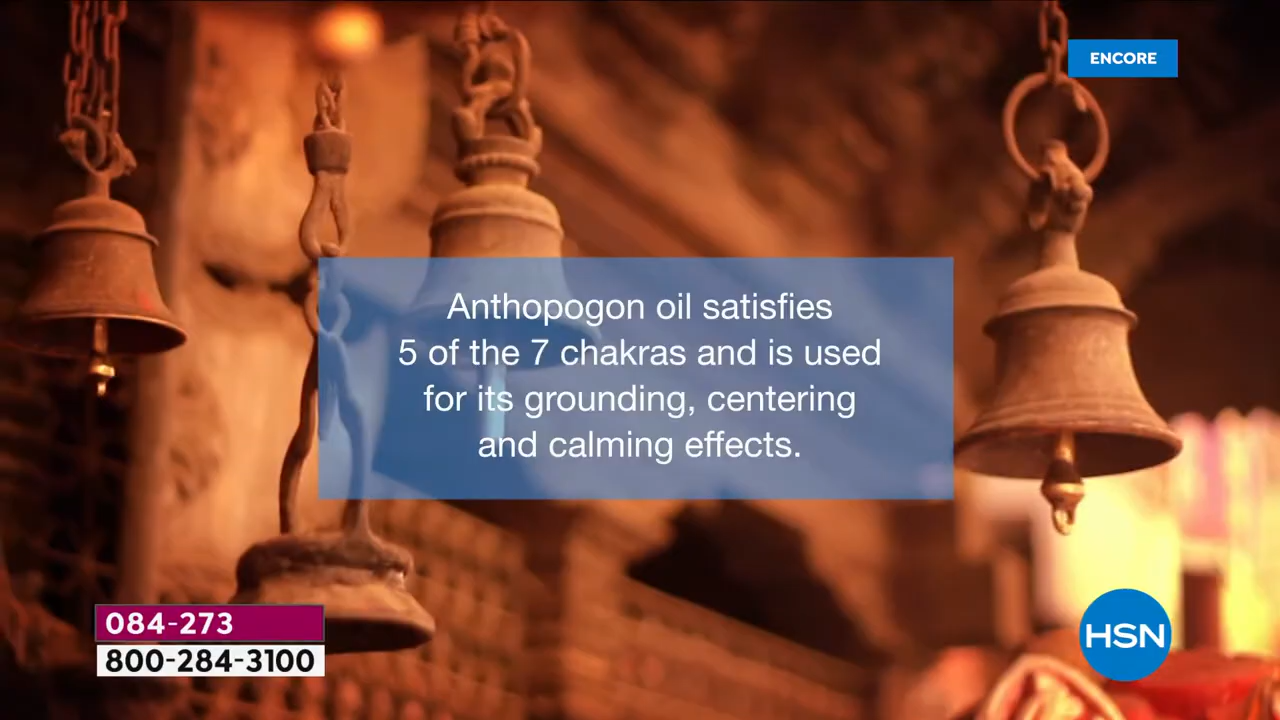 ENCORE
Anthopogon oil satisfies
5 of the 7 chakras and is used
for its grounding, centering
and calming effects.
084-273
800-284-3100
HSN